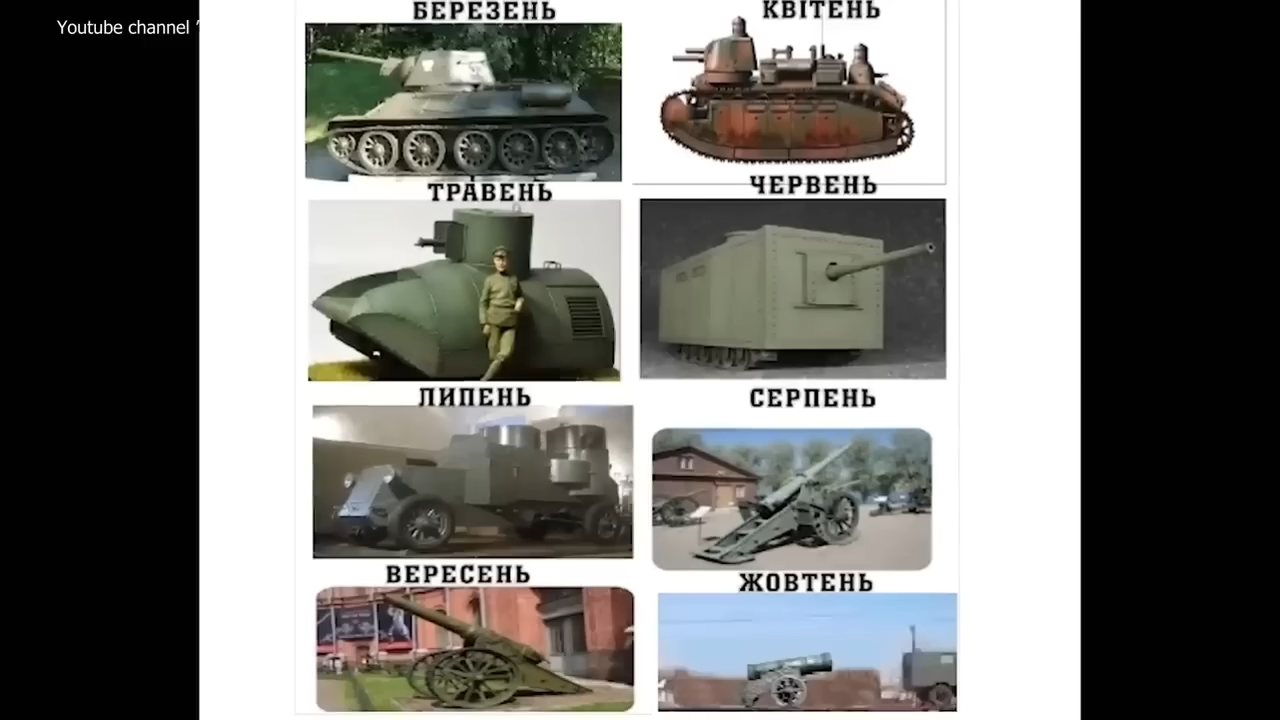 Youtube channel "
БЕРЕЗЕНЬ
КВІТЕНЬ
ТРАВЕНЬ
ЧЕРВЕНЬ
ЛИПЕНЬ
СЕРПЕНЬ
ВЕРЕСЕНЬ
ЖОВТЕНЬ